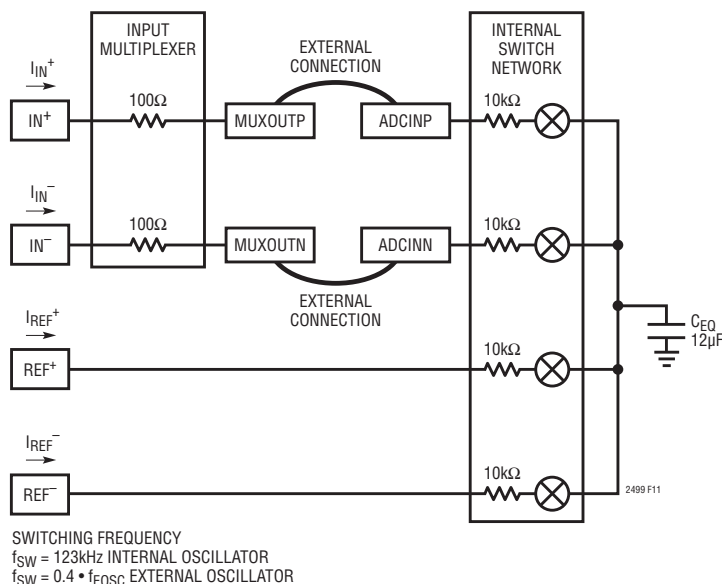 INPUT
MULTIPLEXER
EXTERNAL
CONNECTION
INTERNAL
SWITCH
NETWORK
IIN+
100Ω
10kΩ
IN+
MUXOUTP
ADCINP
IIN−
100Ω
10kΩ
IN−
MUXOUTN
ADCINN
EXTERNAL
CONNECTION
IREF+
10kΩ
REF+
CEQ
12µF
IREF−
10kΩ
REF−
2499 F11
SWITCHING FREQUENCY
fSW = 123kHz INTERNAL OSCILLATOR
fSW = 0.4 • fEOSC EXTERNAL OSCILLATOR